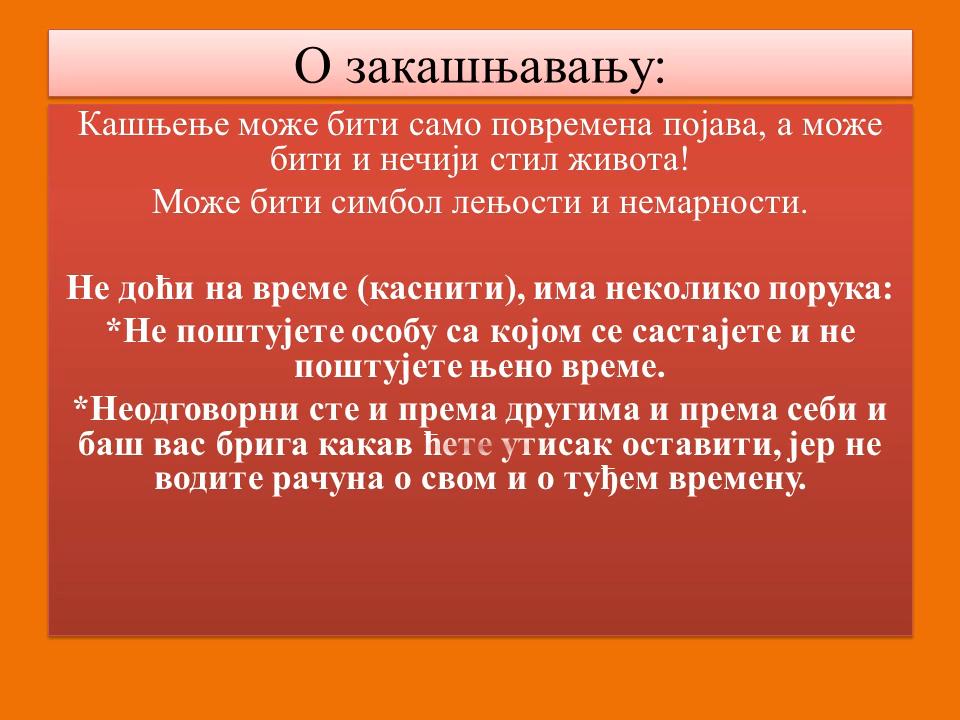 О закашњавању:
Кашњење може бити само повремена појава, а може
бити и нечији стил живота!
Може бити симбол лењости и немарности.
Не доћи на време (каснити), има неколико порука:
*Не поштујете особу са којом се састајете и не
поштујете њено време.
*Неодговорни сте и према другима и према себи и
баш вас брига какав ћете утисак оставити, јер не
водите рачуна о свом и о туђем времену.